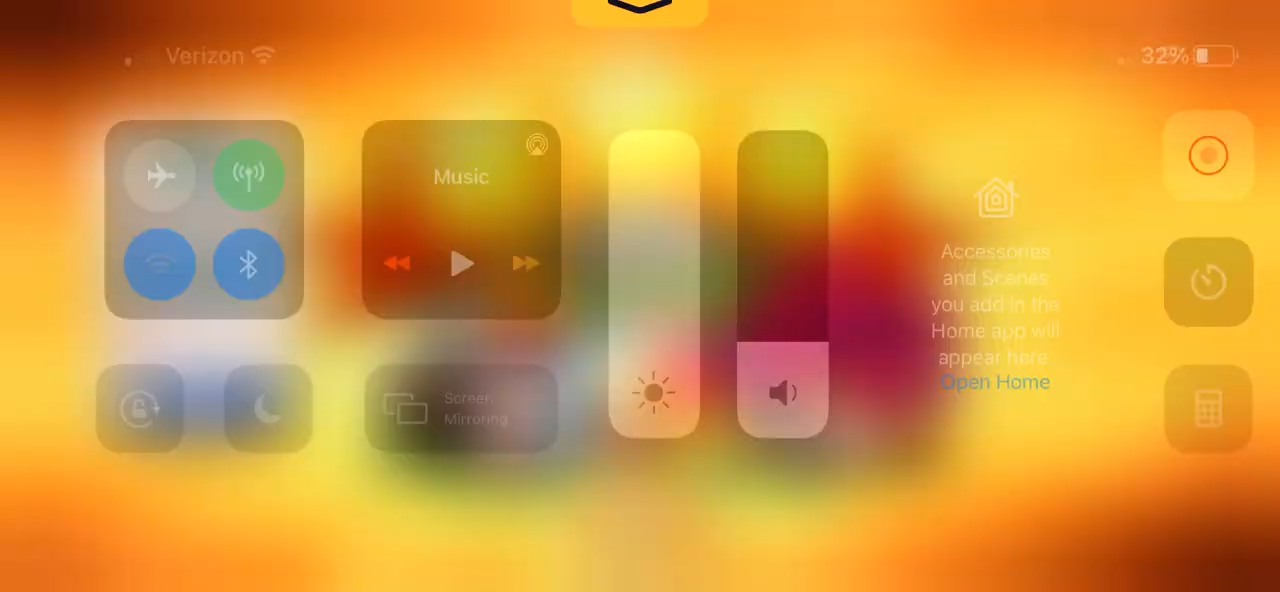 Verizon
32%
Music
Screen
Mirroring
Accessories
and Scenes
you add in the
Home app will
appear here.
Open Home